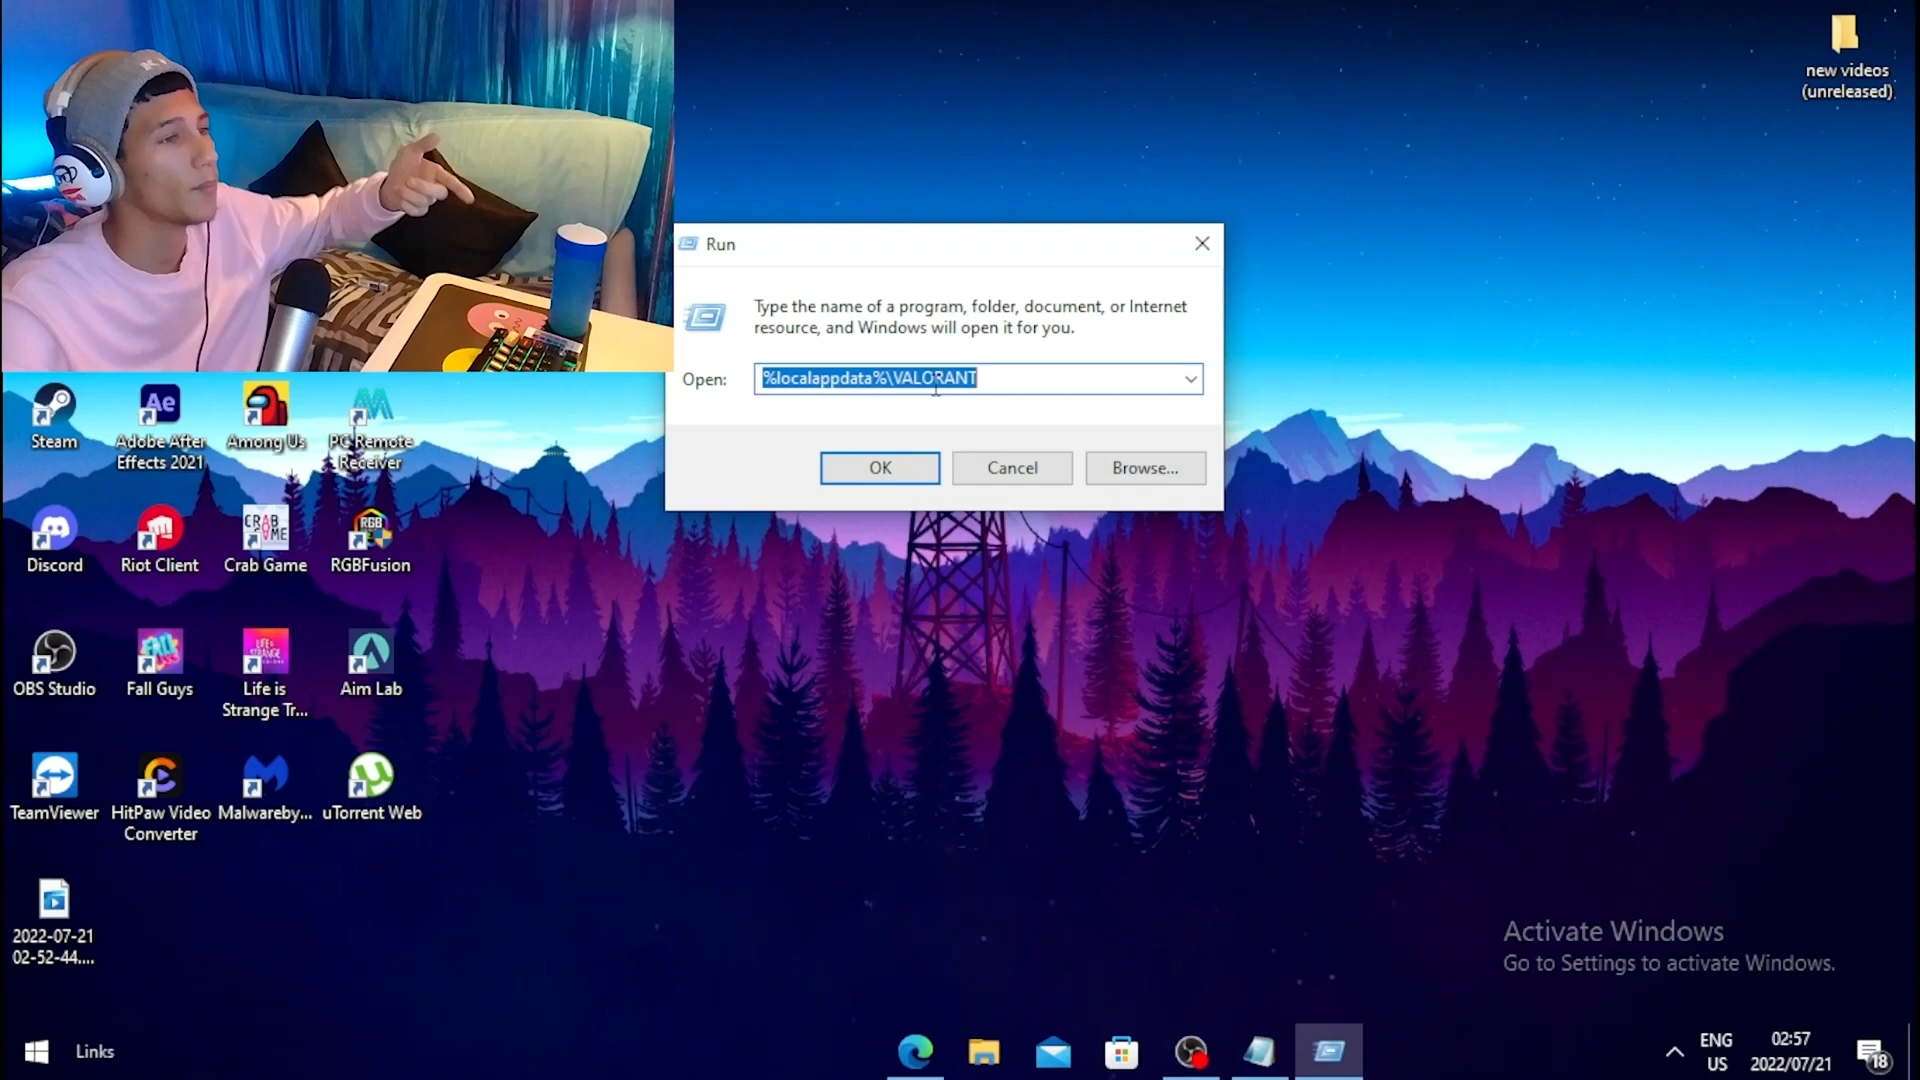 new videos
(unreleased)
Run
Type the name of a program, folder, document, or Internet
resource, and Windows will open it for you.
Open:
%localappdata%\VALORANT
OK
Cancel
Browse...
Steam
Adobe After
Effects 2021
Among Us
PC Remote
Receiver
Discord
Riot Client
Crab Game
RGBFusion
OBS Studio
Fall Guys
Life is
Strange Tr...
Aim Lab
TeamViewer
HitPaw Video
Converter
Malwareby...
uTorrent Web
2022-07-21
02-52-44....
Activate Windows
Go to Settings to activate Windows.
Links
ENG
US
02:57
2022/07/21
18
Ae
CRAB
GAME
RGB